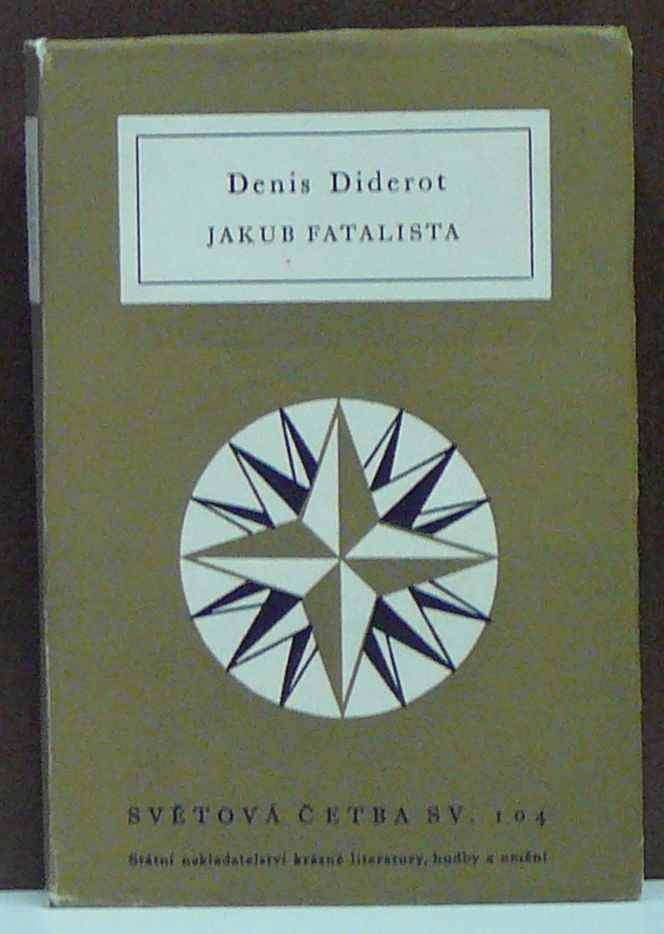 Denis Diderot
JAKUB FATALISTA
SVĚTOVÁ ČETBA SV. 104
Státní nakladatelství krásné literatury, hudby a umění